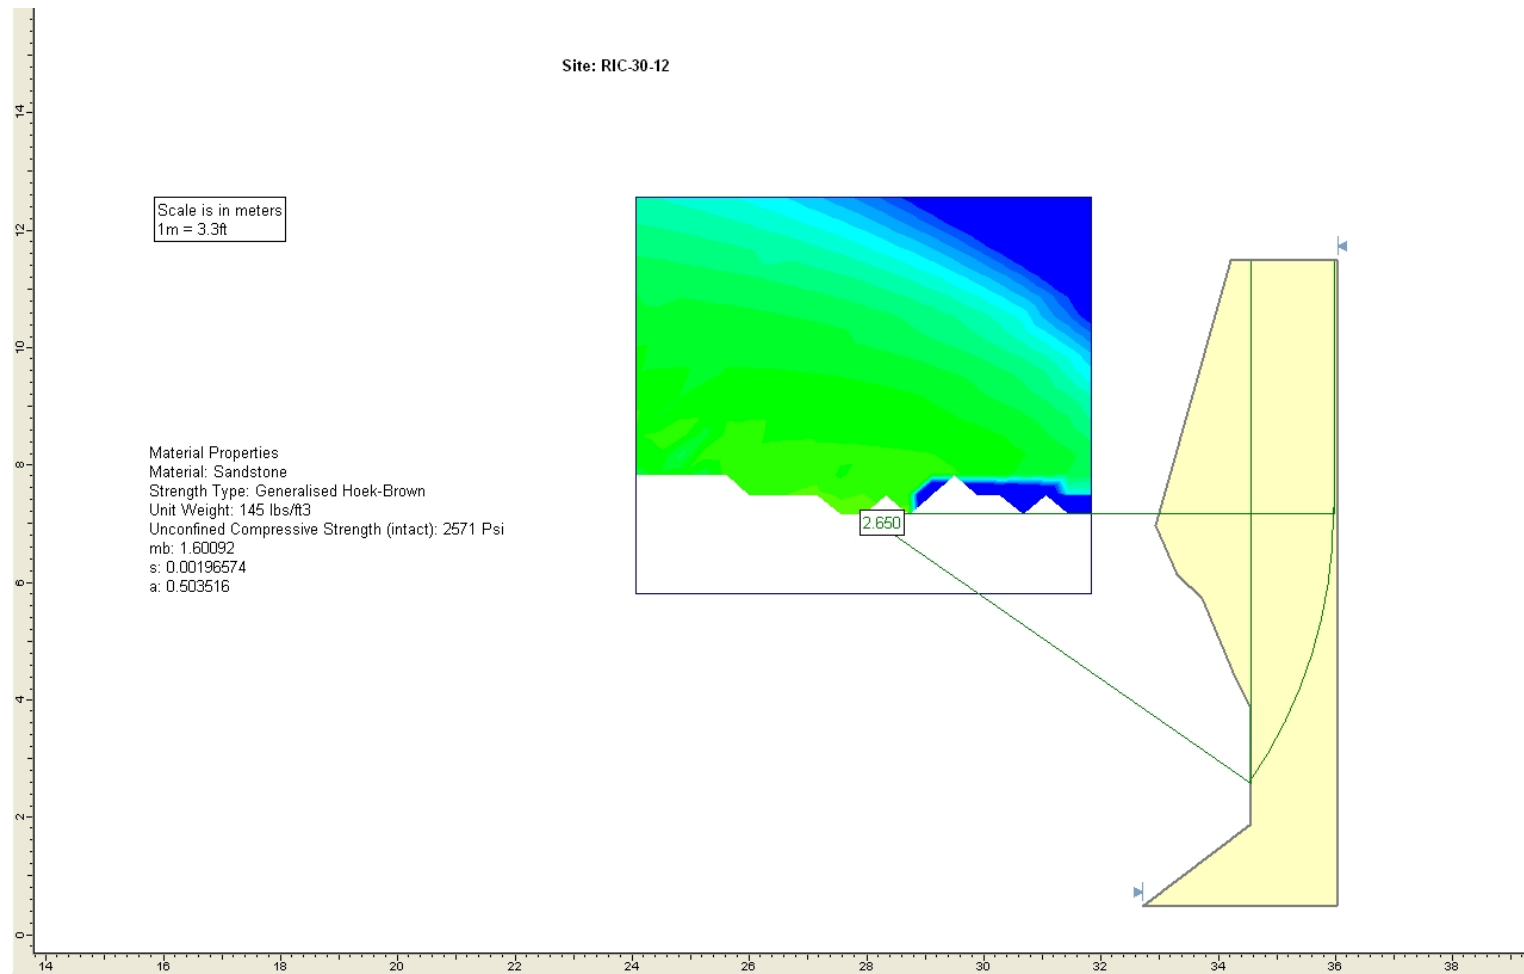 Site: RIC-30-12
Scale is in meters
1m = 3.3ft
Material Properties
Material: Sandstone
Strength Type: Generalised Hoek-Brown
Unit Weight: 145 lbs/ft3
Unconfined Compressive Strength (intact): 2571 Psi
mb: 1.60092
s: 0.00196574
a: 0.503516
2.650
14
12
10
8
6
4
2
0
14 16 18 20 22 24 26 28 30 32 34 36 38